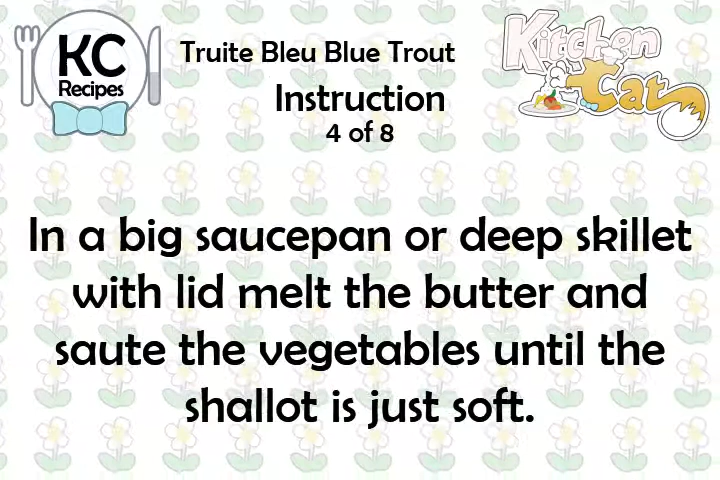 KC
Recipes
Truite Bleu Blue Trout
Instruction
4 of 8
Kitchen
Cat
In a big saucepan or deep skillet
with lid melt the butter and
saute the vegetables until the
shallot is just soft.